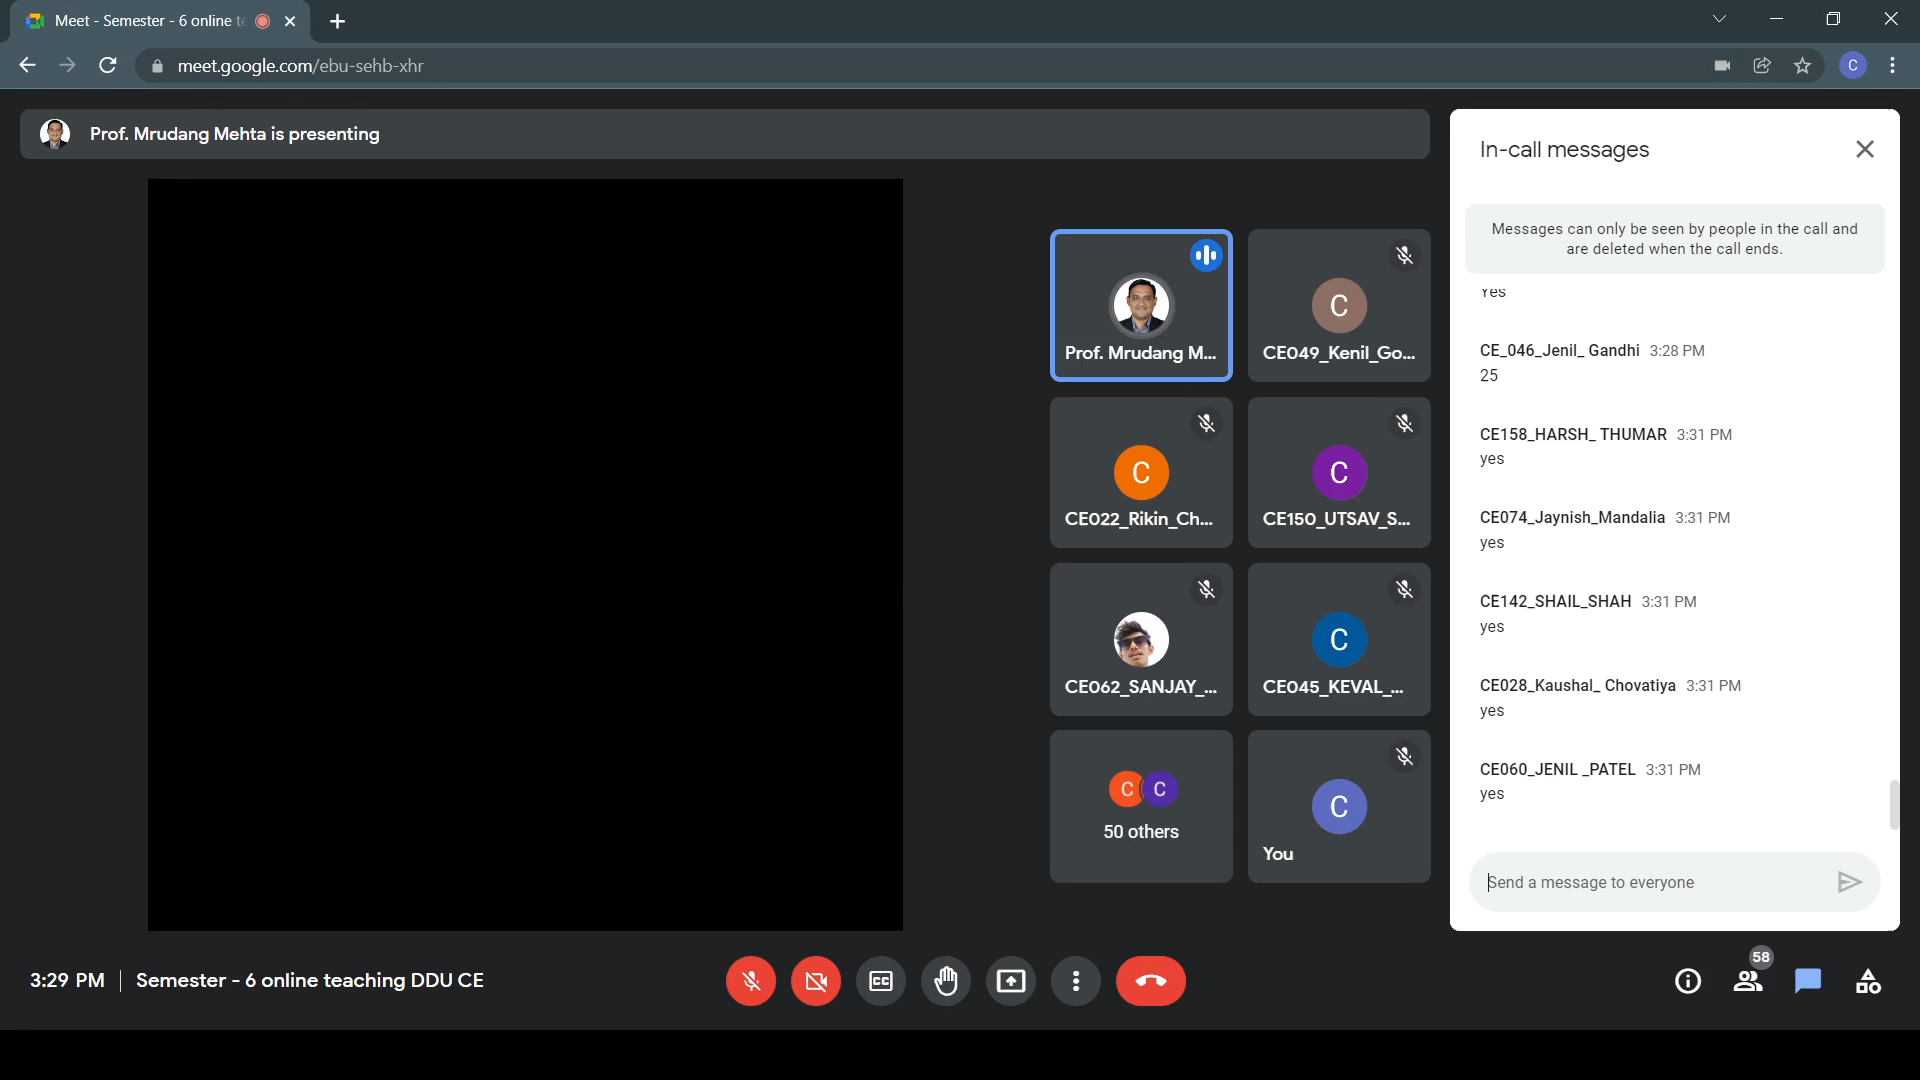 Meet - Semester - 6 online te
meet.google.com/ebu-sehb-xhr
C
Prof. Mrudang Mehta is presenting
Prof. Mrudang M...
C
CE049_Kenil_Go...
C
CE022_Rikin_Ch...
C
CE150_UTSAV_S...
CE062_SANJAY_...
C
CE045_KEVAL_...
C C
50 others
C
You
In-call messages
Messages can only be seen by people in the call and
are deleted when the call ends.
Yes
CE_046_Jenil_ Gandhi 3:28 PM
25
CE158_HARSH_ THUMAR 3:31 PM
yes
CE074_Jaynish_Mandalia 3:31 PM
yes
CE142_SHAIL_SHAH 3:31 PM
yes
CE028_Kaushal_ Chovatiya 3:31 PM
yes
CE060_JENIL _PATEL 3:31 PM
yes
Send a message to everyone
3:29 PM | Semester - 6 online teaching DDU CE
CC
58